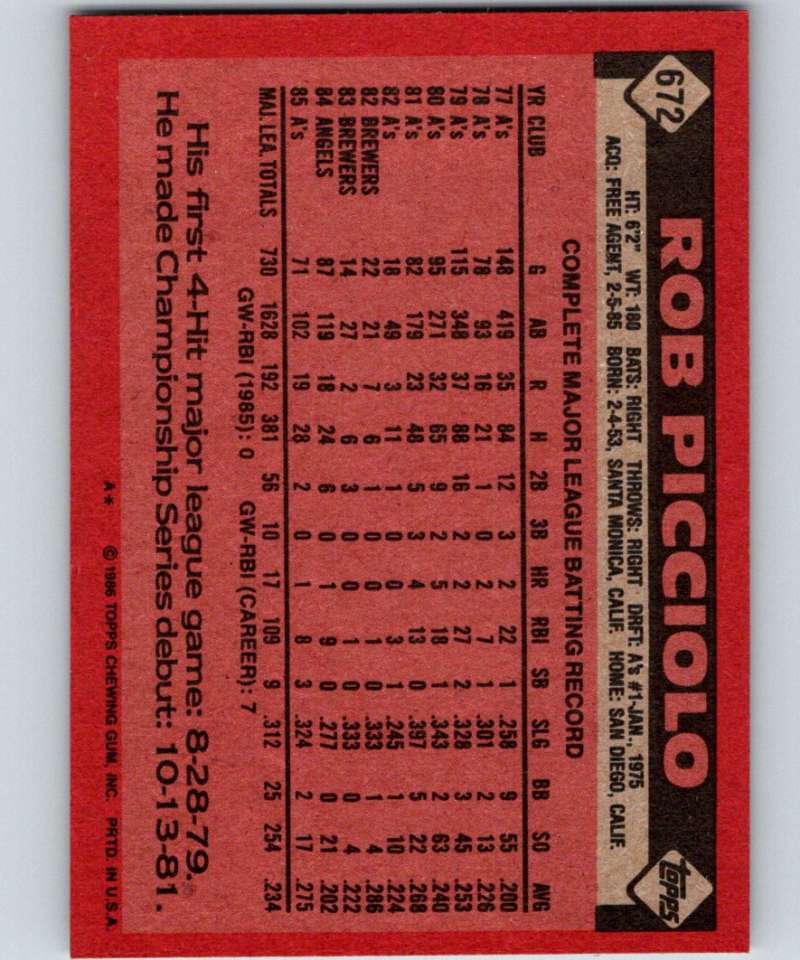 672
ROB PICCIOLO
topps
HT: 6'2" WT: 180 BATS: RIGHT THROWS: RIGHT DRFT: A's #1-JAN., 1975
ACQ: FREE AGENT, 2-5-85 BORN: 2-4-53, SANTA MONICA, CALIF. HOME: SAN DIEGO, CALIF.
COMPLETE MAJOR LEAGUE BATTING RECORD
YR CLUB G AB R H 2B 3B HR RBI SB SLG BB SO AVG
77 A's 148 419 35 84 12 3 2 22 1 .258 9 55 .200
78 A's 78 93 16 21 1 0 2 7 1 .301 2 13 .226
79 A's 115 348 37 88 16 2 2 27 2 .328 3 45 .253
80 A's 95 271 32 65 9 2 5 18 1 .343 2 63 .240
81 A's 82 179 23 48 5 3 4 13 0 .397 5 22 .268
82 A's 18 49 3 11 1 0 0 3 1 .245 1 10 .224
82 BREWERS 22 21 7 6 1 0 0 1 0 .333 1 4 .286
83 BREWERS 14 27 2 6 3 0 0 1 0 .333 0 4 .222
84 ANGELS 87 119 18 24 6 0 1 9 0 .277 0 21 .202
85 A's 71 102 19 28 2 0 1 8 3 .324 2 17 .275
MAJ. LEA. TOTALS 730 1628 192 381 56 10 17 109 9 .312 25 254 .234
GW-RBI (1985): 0 GW-RBI (CAREER): 7
His first 4-Hit major league game: 8-28-79.
He made Championship Series debut: 10-13-81.
A* © 1986 TOPPS CHEWING GUM, INC. PRTD. IN U.S.A.